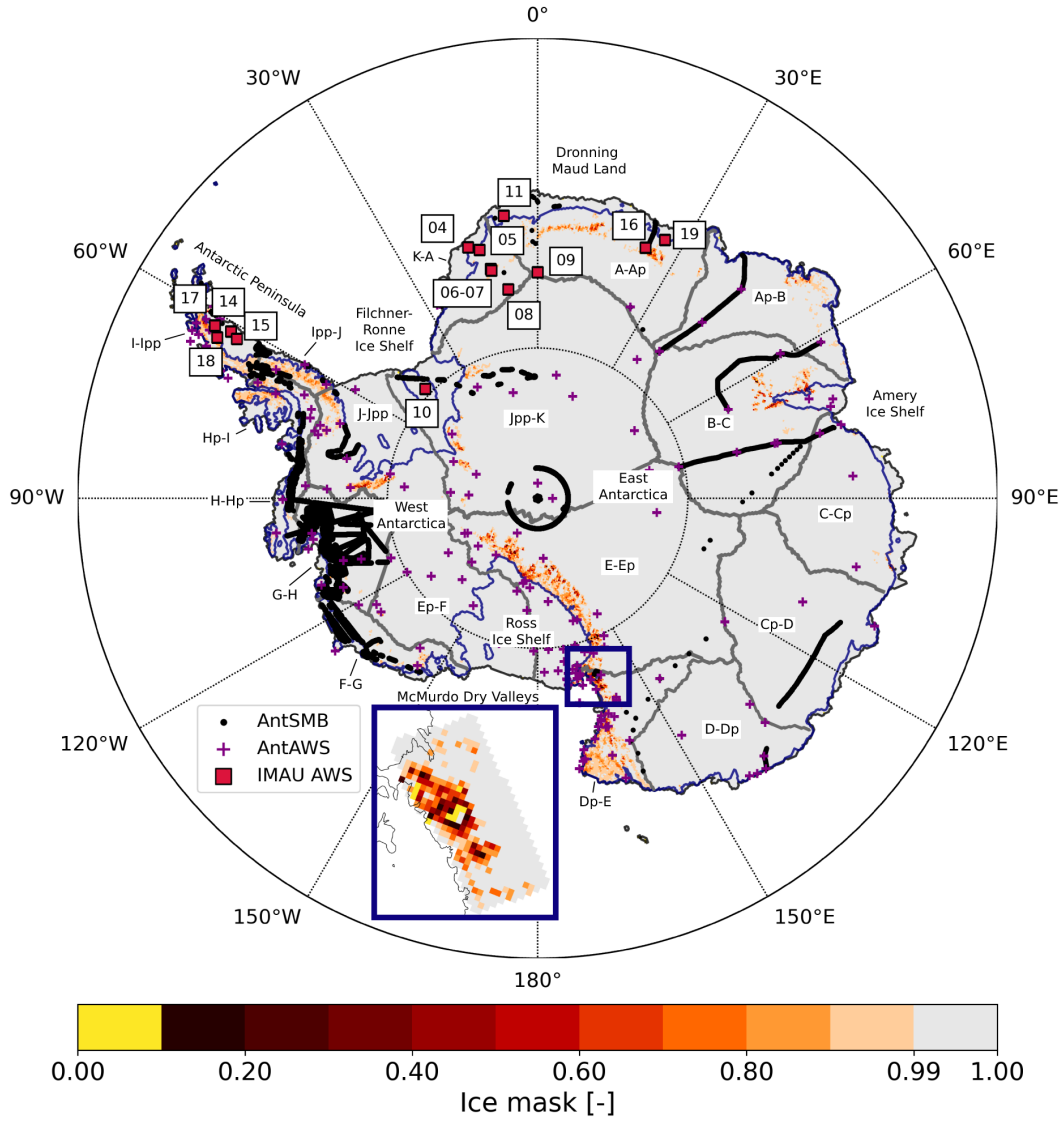 0°
30°W
30°E
Dronning
Maud Land
11
04
05
16
19
K-A
09
A-Ap
60°W
60°E
Antarctic Peninsula
06-07
08
Ap-B
17
14
15
Filchner-
Ronne
Ice Shelf
Ipp-J
I-Ipp
18
10
J-Jpp
Jpp-K
B-C
Amery
Ice Shelf
Hp-I
90°W
H-Hp
West
Antarctica
East
Antarctica
C-Cp
90°E
G-H
E-Ep
Ep-F
Ross
Ice Shelf
Cp-D
F-G
McMurdo Dry Valleys
AntSMB
AntAWS
IMAU AWS
D-Dp
Dp-E
120°W
120°E
150°W
150°E
180°
0.00
0.20
0.40
0.60
0.80
0.99
1.00
Ice mask [-]